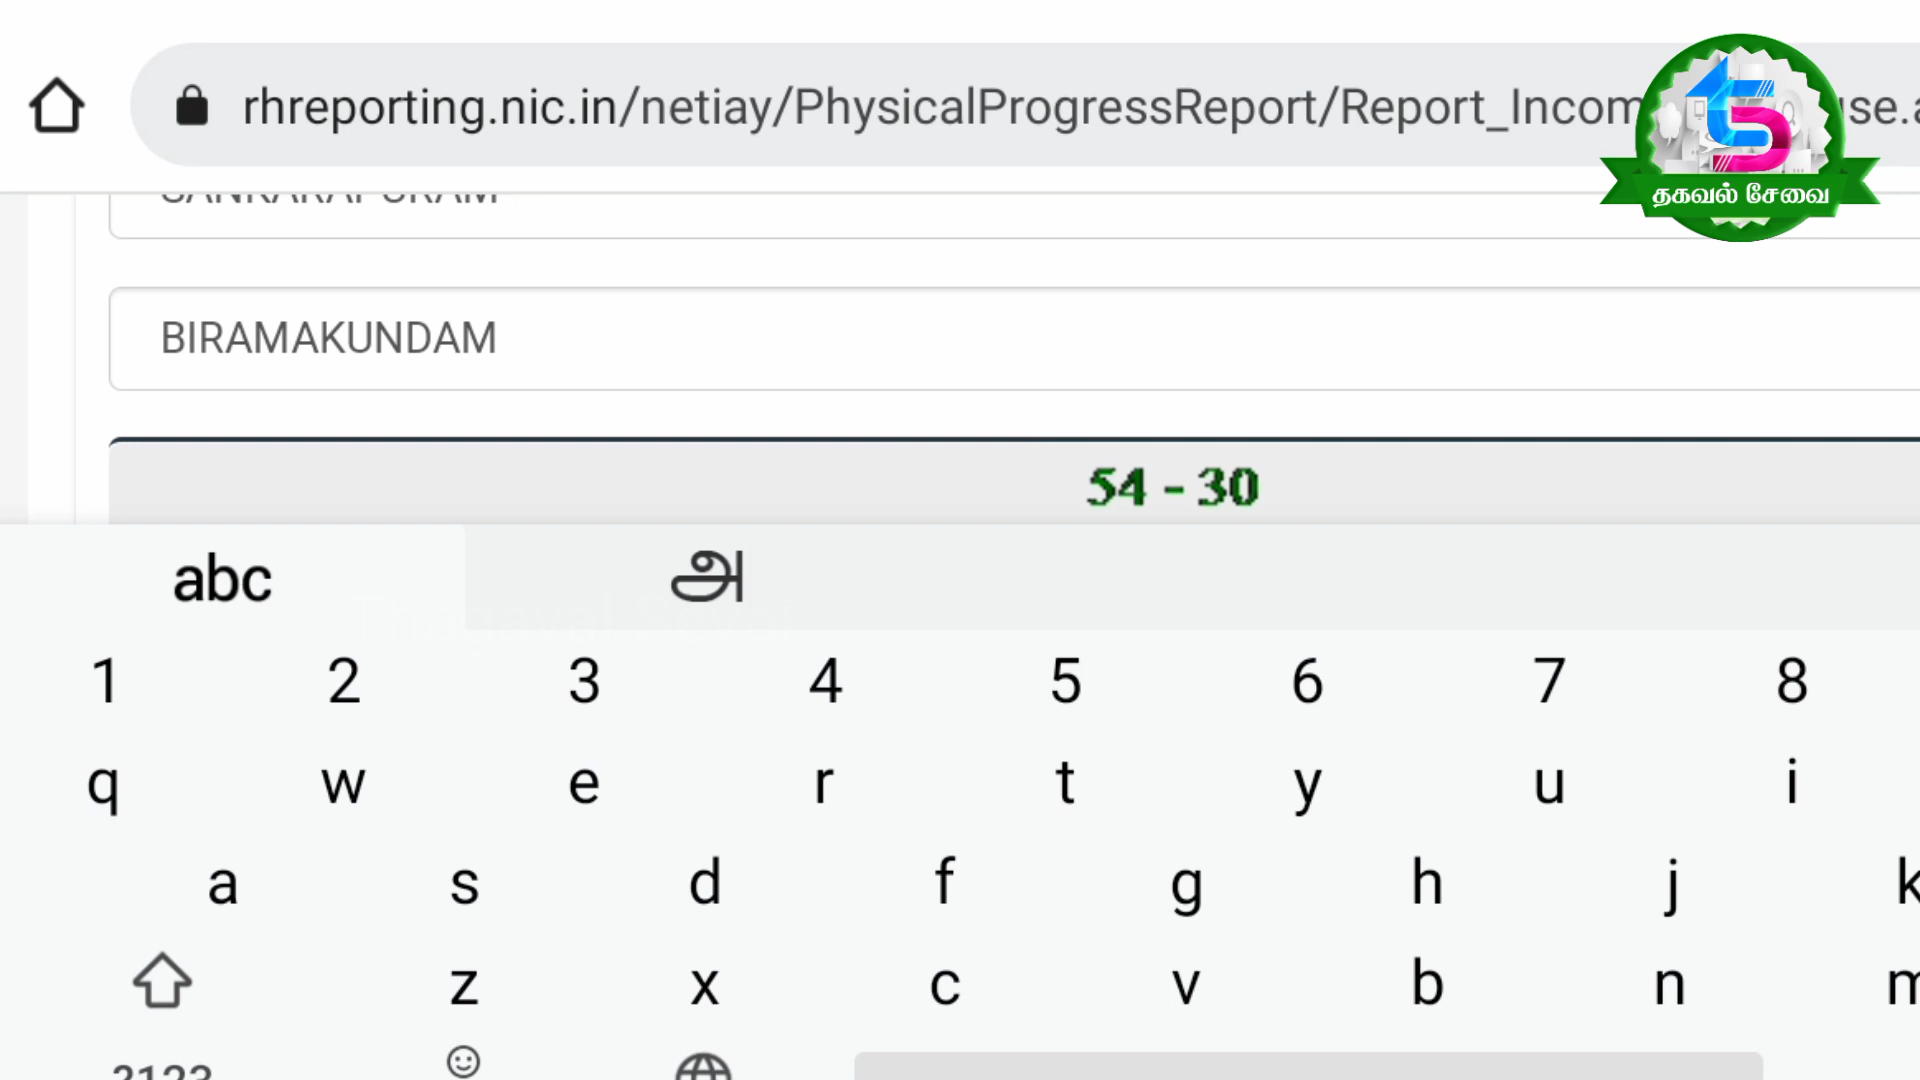 rhreporting.nic.in/netiay/PhysicalProgressReport/Report_Incom
தகவல் சேவை
SANKARAPURAM
BIRAMAKUNDAM
54 - 30
abc
அ
1 2 3 4 5 6 7 8
q w e r t y u i
a s d f g h j k
z x c v b n m